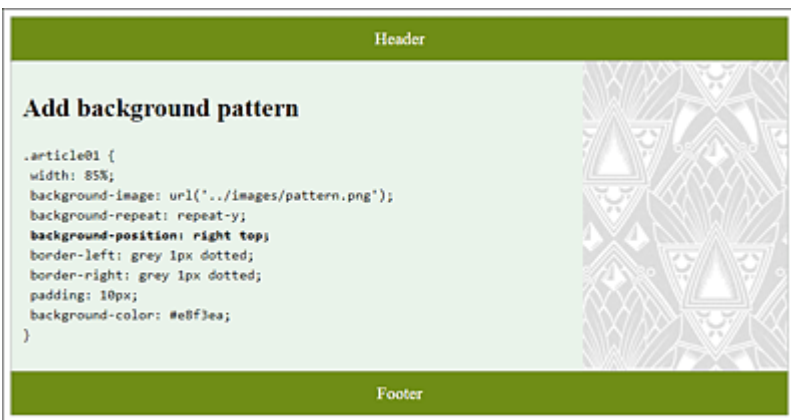 Header
Add background pattern
.article01 {
width: 85%;
background-image: url('../images/pattern.png');
background-repeat: repeat-y;
background-position: right top;
border-left: grey 1px dotted;
border-right: grey 1px dotted;
padding: 10px;
background-color: #e8f3ea;
}
Footer